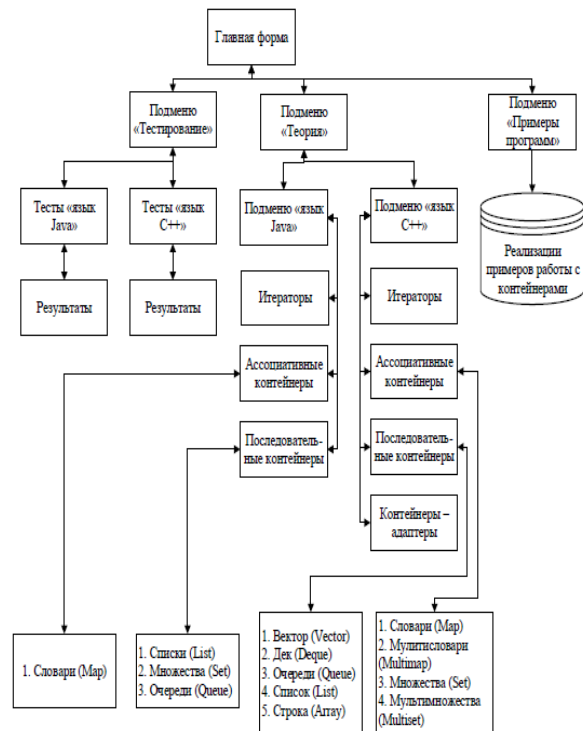 Главная форма
Подменю
«Тестирование»
Подменю
«Теория»
Подменю
«Примеры
программ»
Тесты «язык
Java»
Тесты «язык
C++»
Подменю «язык
Java»
Подменю «язык
C++»
Реализации
примеров работы с
контейнерами
Результаты
Результаты
Итераторы
Итераторы
Ассоциативные
контейнеры
Ассоциативные
контейнеры
Последователь-
ные контейнеры
Последователь-
ные контейнеры
Контейнеры –
адаптеры
1. Словари (Map)
1. Списки (List)
2. Множества (Set)
3. Очереди (Queue)
1. Вектор (Vector)
2. Дек (Deque)
3. Очереди (Queue)
4. Список (List)
5. Строка (Array)
1. Словари (Map)
2. Мулитисловари
(Multimap)
3. Множества (Set)
4. Мультимножества
(Multiset)